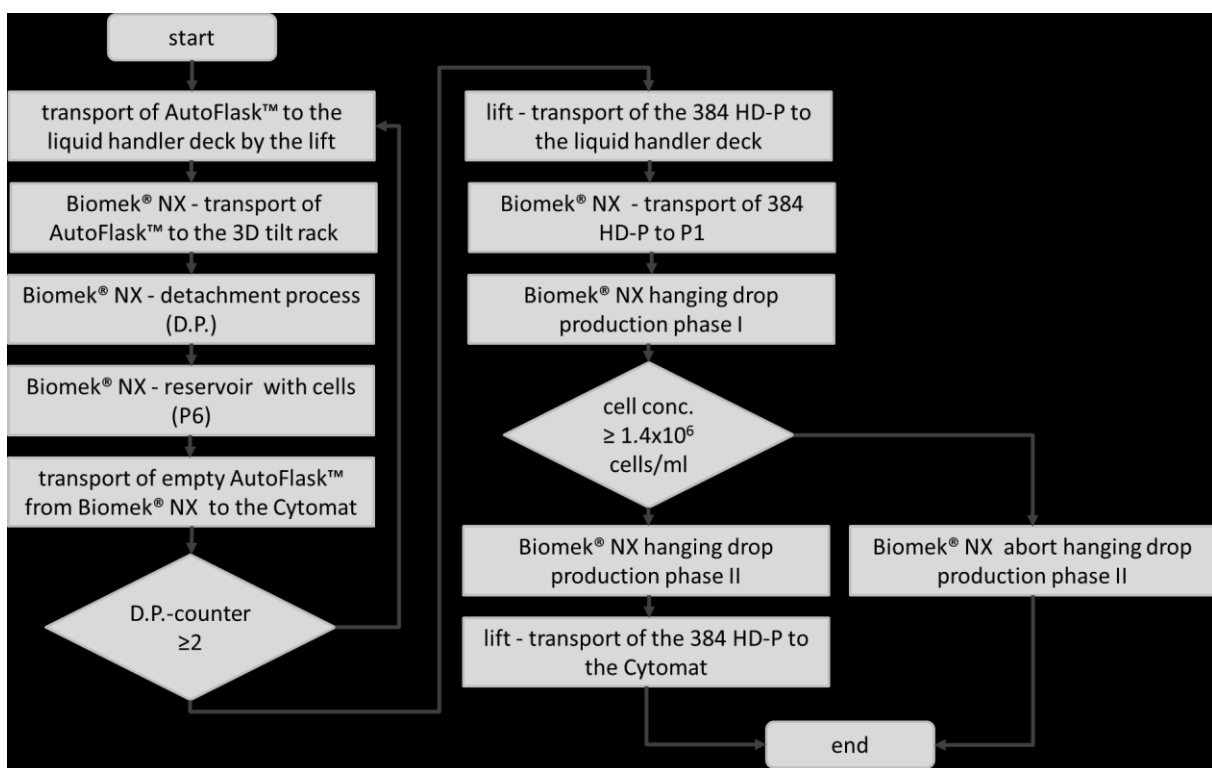 start
transport of AutoFlask™ to the
liquid handler deck by the lift
Biomek® NX - transport of
AutoFlask™ to the 3D tilt rack
Biomek® NX - detachment process
(D.P.)
Biomek® NX - reservoir with cells
(P6)
transport of empty AutoFlask™
from Biomek® NX to the Cytomat
D.P.-counter
≥2
lift - transport of the 384 HD-P to
the liquid handler deck
Biomek® NX - transport of 384
HD-P to P1
Biomek® NX hanging drop
production phase I
cell conc.
≥ 1.4x10⁶
cells/ml
Biomek® NX hanging drop
production phase II
Biomek® NX abort hanging drop
production phase II
lift - transport of the 384 HD-P to
the Cytomat
end